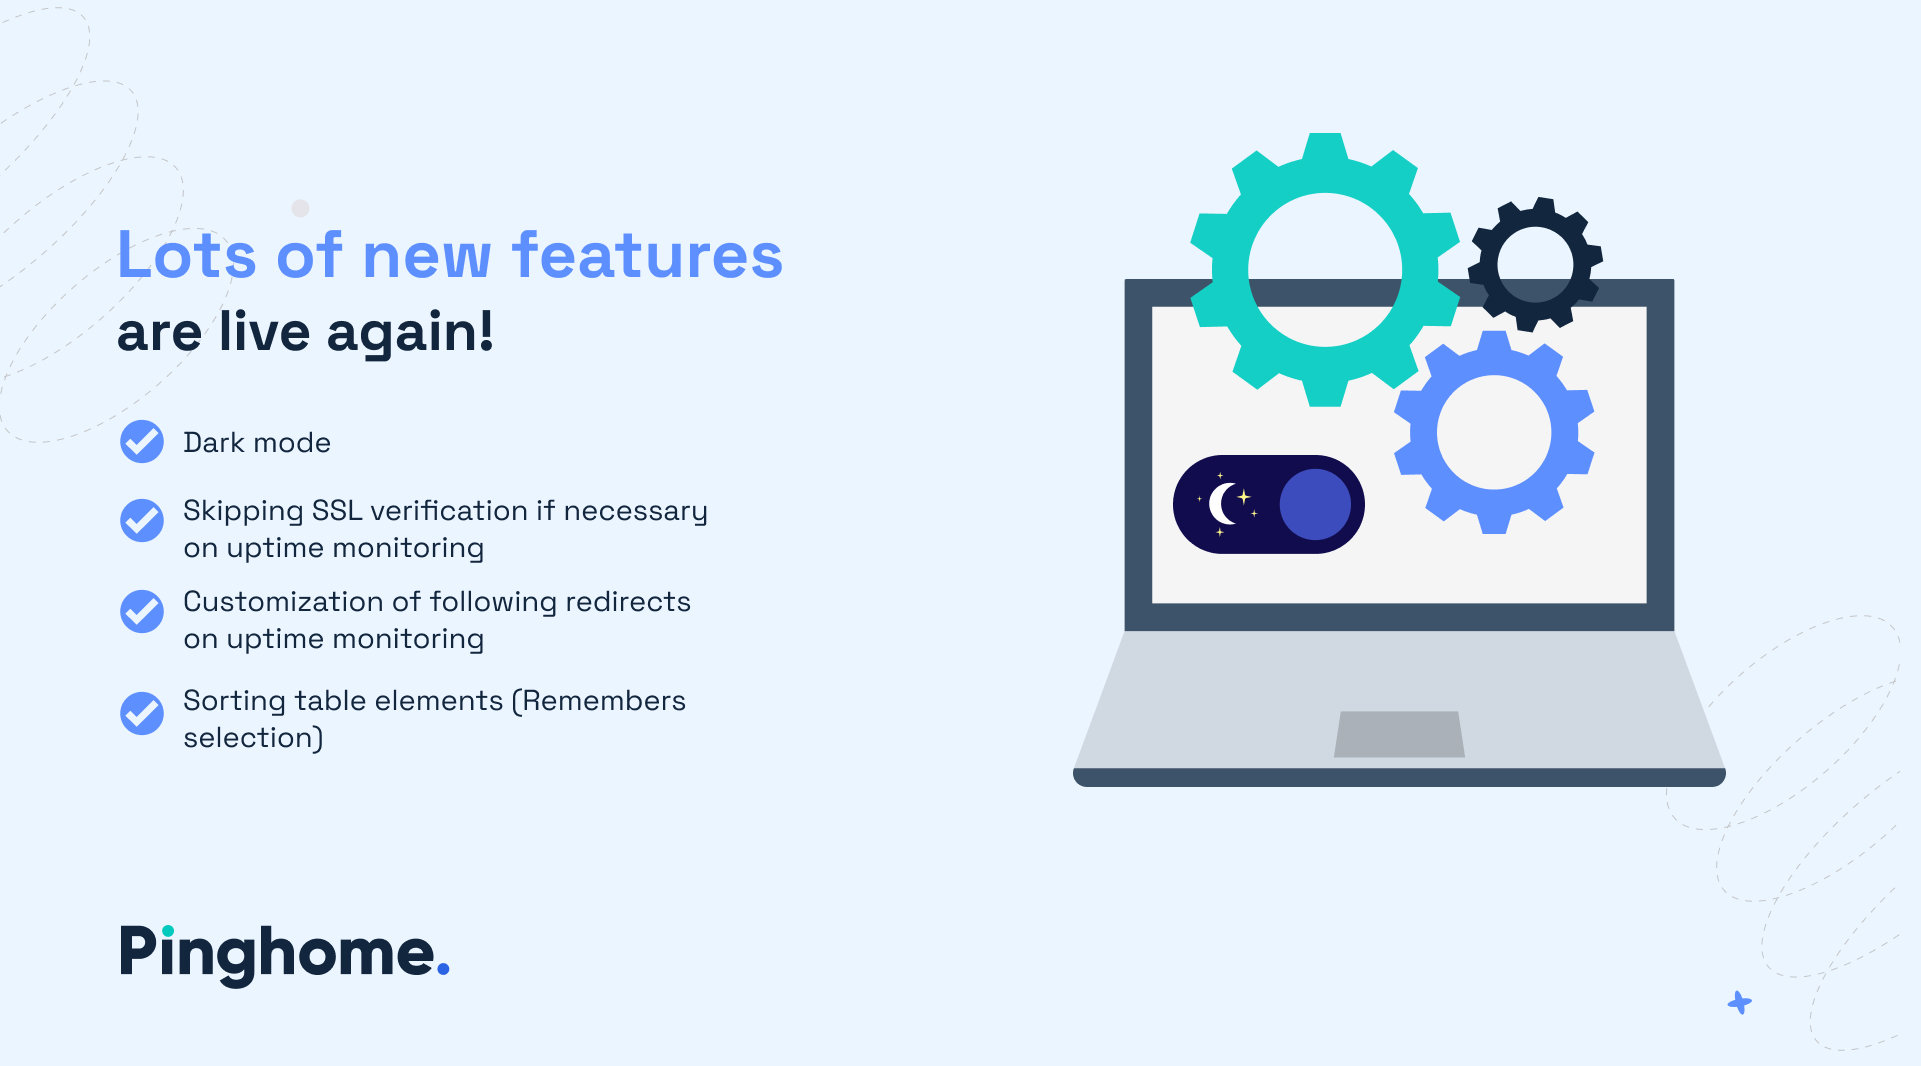 Lots of new features
are live again!
Dark mode
Skipping SSL verification if necessary
on uptime monitoring
Customization of following redirects
on uptime monitoring
Sorting table elements (Remembers
selection)
Pinghome.